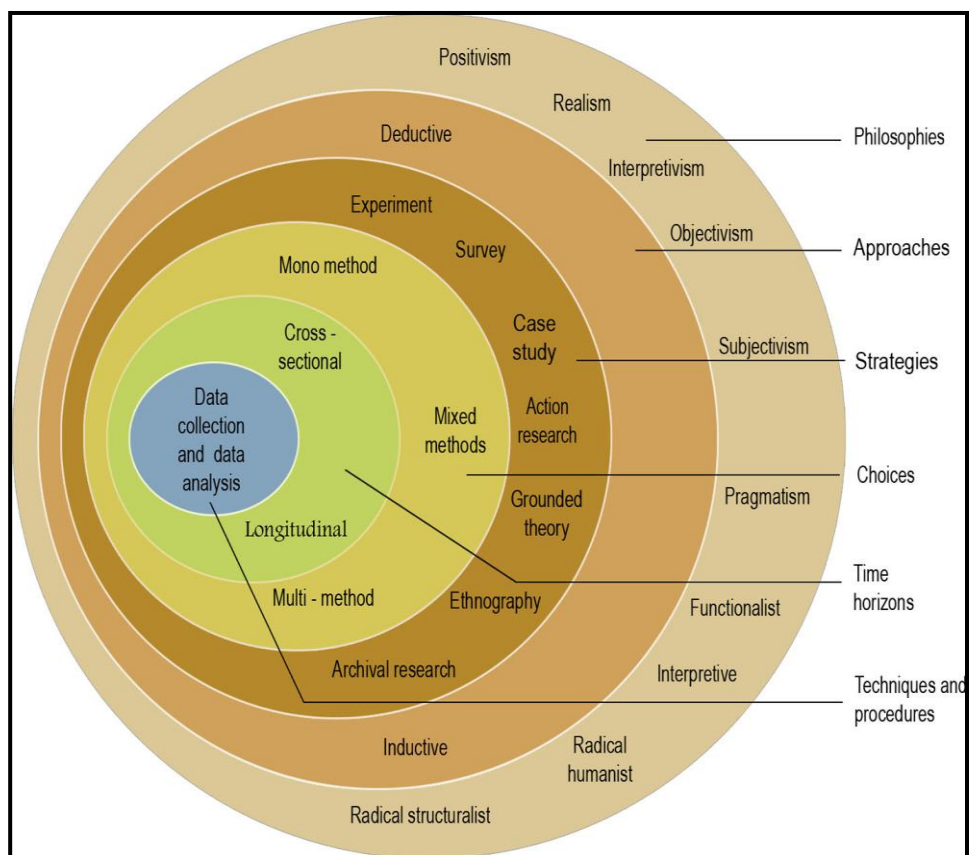 Positivism
Realism
Philosophies
Deductive
Interpretivism
Experiment
Objectivism
Survey
Approaches
Mono method
Case
study
Cross -
sectional
Subjectivism
Strategies
Data
collection
and data
analysis
Mixed
methods
Action
research
Choices
Grounded
theory
Pragmatism
Longitudinal
Time
horizons
Multi - method
Ethnography
Functionalist
Archival research
Interpretive
Techniques and
procedures
Inductive
Radical
humanist
Radical structuralist